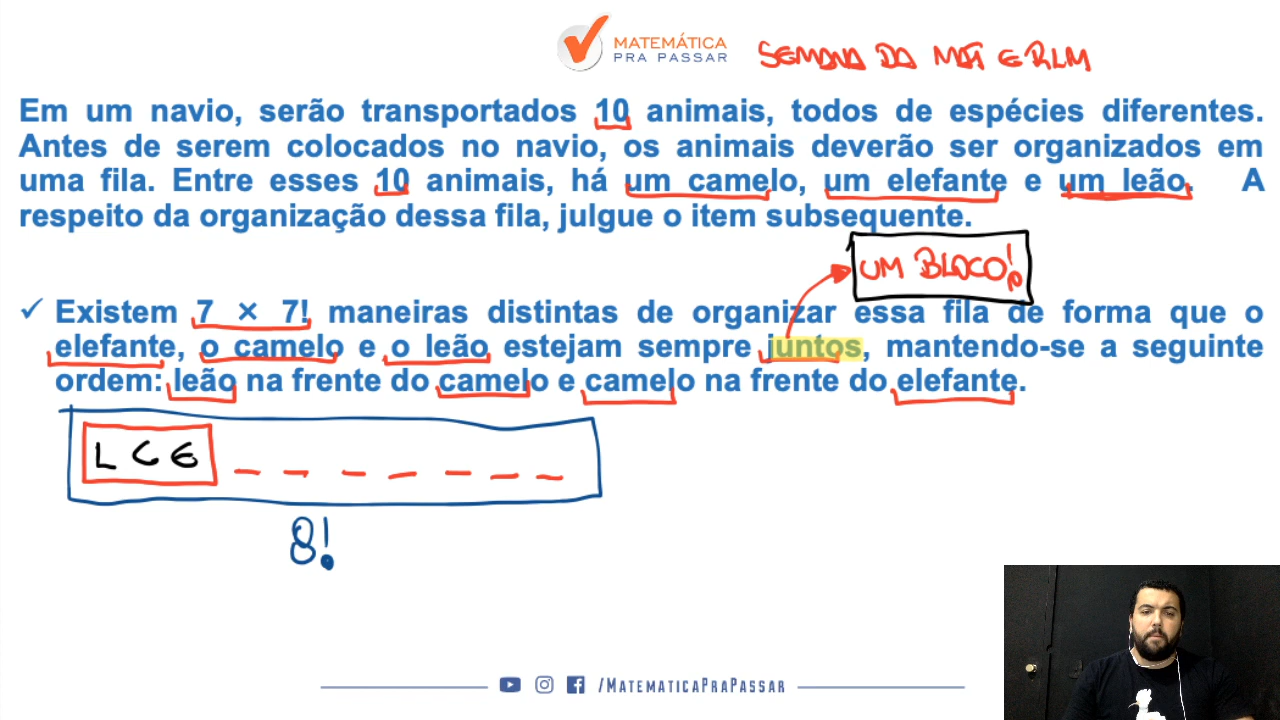 MATEMÁTICA
PRA PASSAR
SEMANA DA MAT E RLM
Em um navio, serão transportados 10 animais, todos de espécies diferentes.
Antes de serem colocados no navio, os animais deverão ser organizados em
uma fila. Entre esses 10 animais, há um camelo, um elefante e um leão. A
respeito da organização dessa fila, julgue o item subsequente.
UM BLOCO!
✓ Existem 7 × 7! maneiras distintas de organizar essa fila de forma que o
elefante, o camelo e o leão estejam sempre juntos, mantendo-se a seguinte
ordem: leão na frente do camelo e camelo na frente do elefante.
L C E
8!
/MATEMATICAPRAPASSAR